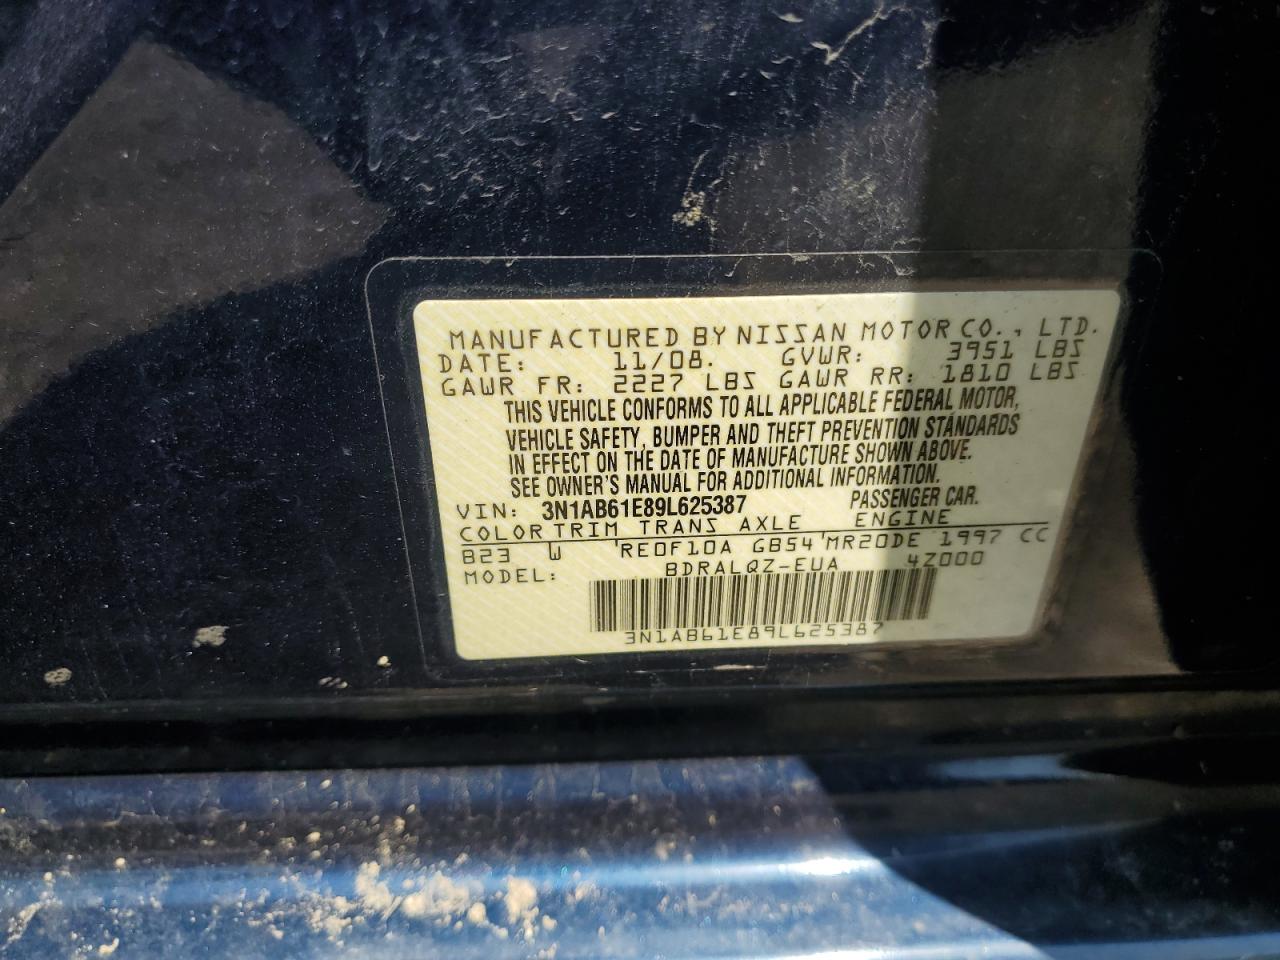 MANUFACTURED BY NISSAN MOTOR CO., LTD.
DATE: 11/08. GVWR: 3951 LBS
GAWR FR: 2227 LBS GAWR RR: 1810 LBS
THIS VEHICLE CONFORMS TO ALL APPLICABLE FEDERAL MOTOR,
VEHICLE SAFETY, BUMPER AND THEFT PREVENTION STANDARDS
IN EFFECT ON THE DATE OF MANUFACTURE SHOWN ABOVE.
SEE OWNER'S MANUAL FOR ADDITIONAL INFORMATION.
VIN: 3N1AB61E89L625387 PASSENGER CAR.
COLOR TRIM TRANS AXLE ENGINE
B23 W RE0F10A GB54 MR20DE 1997 CC
MODEL: BDRALQZ-EUA 4Z000
3N1AB61E89L625387